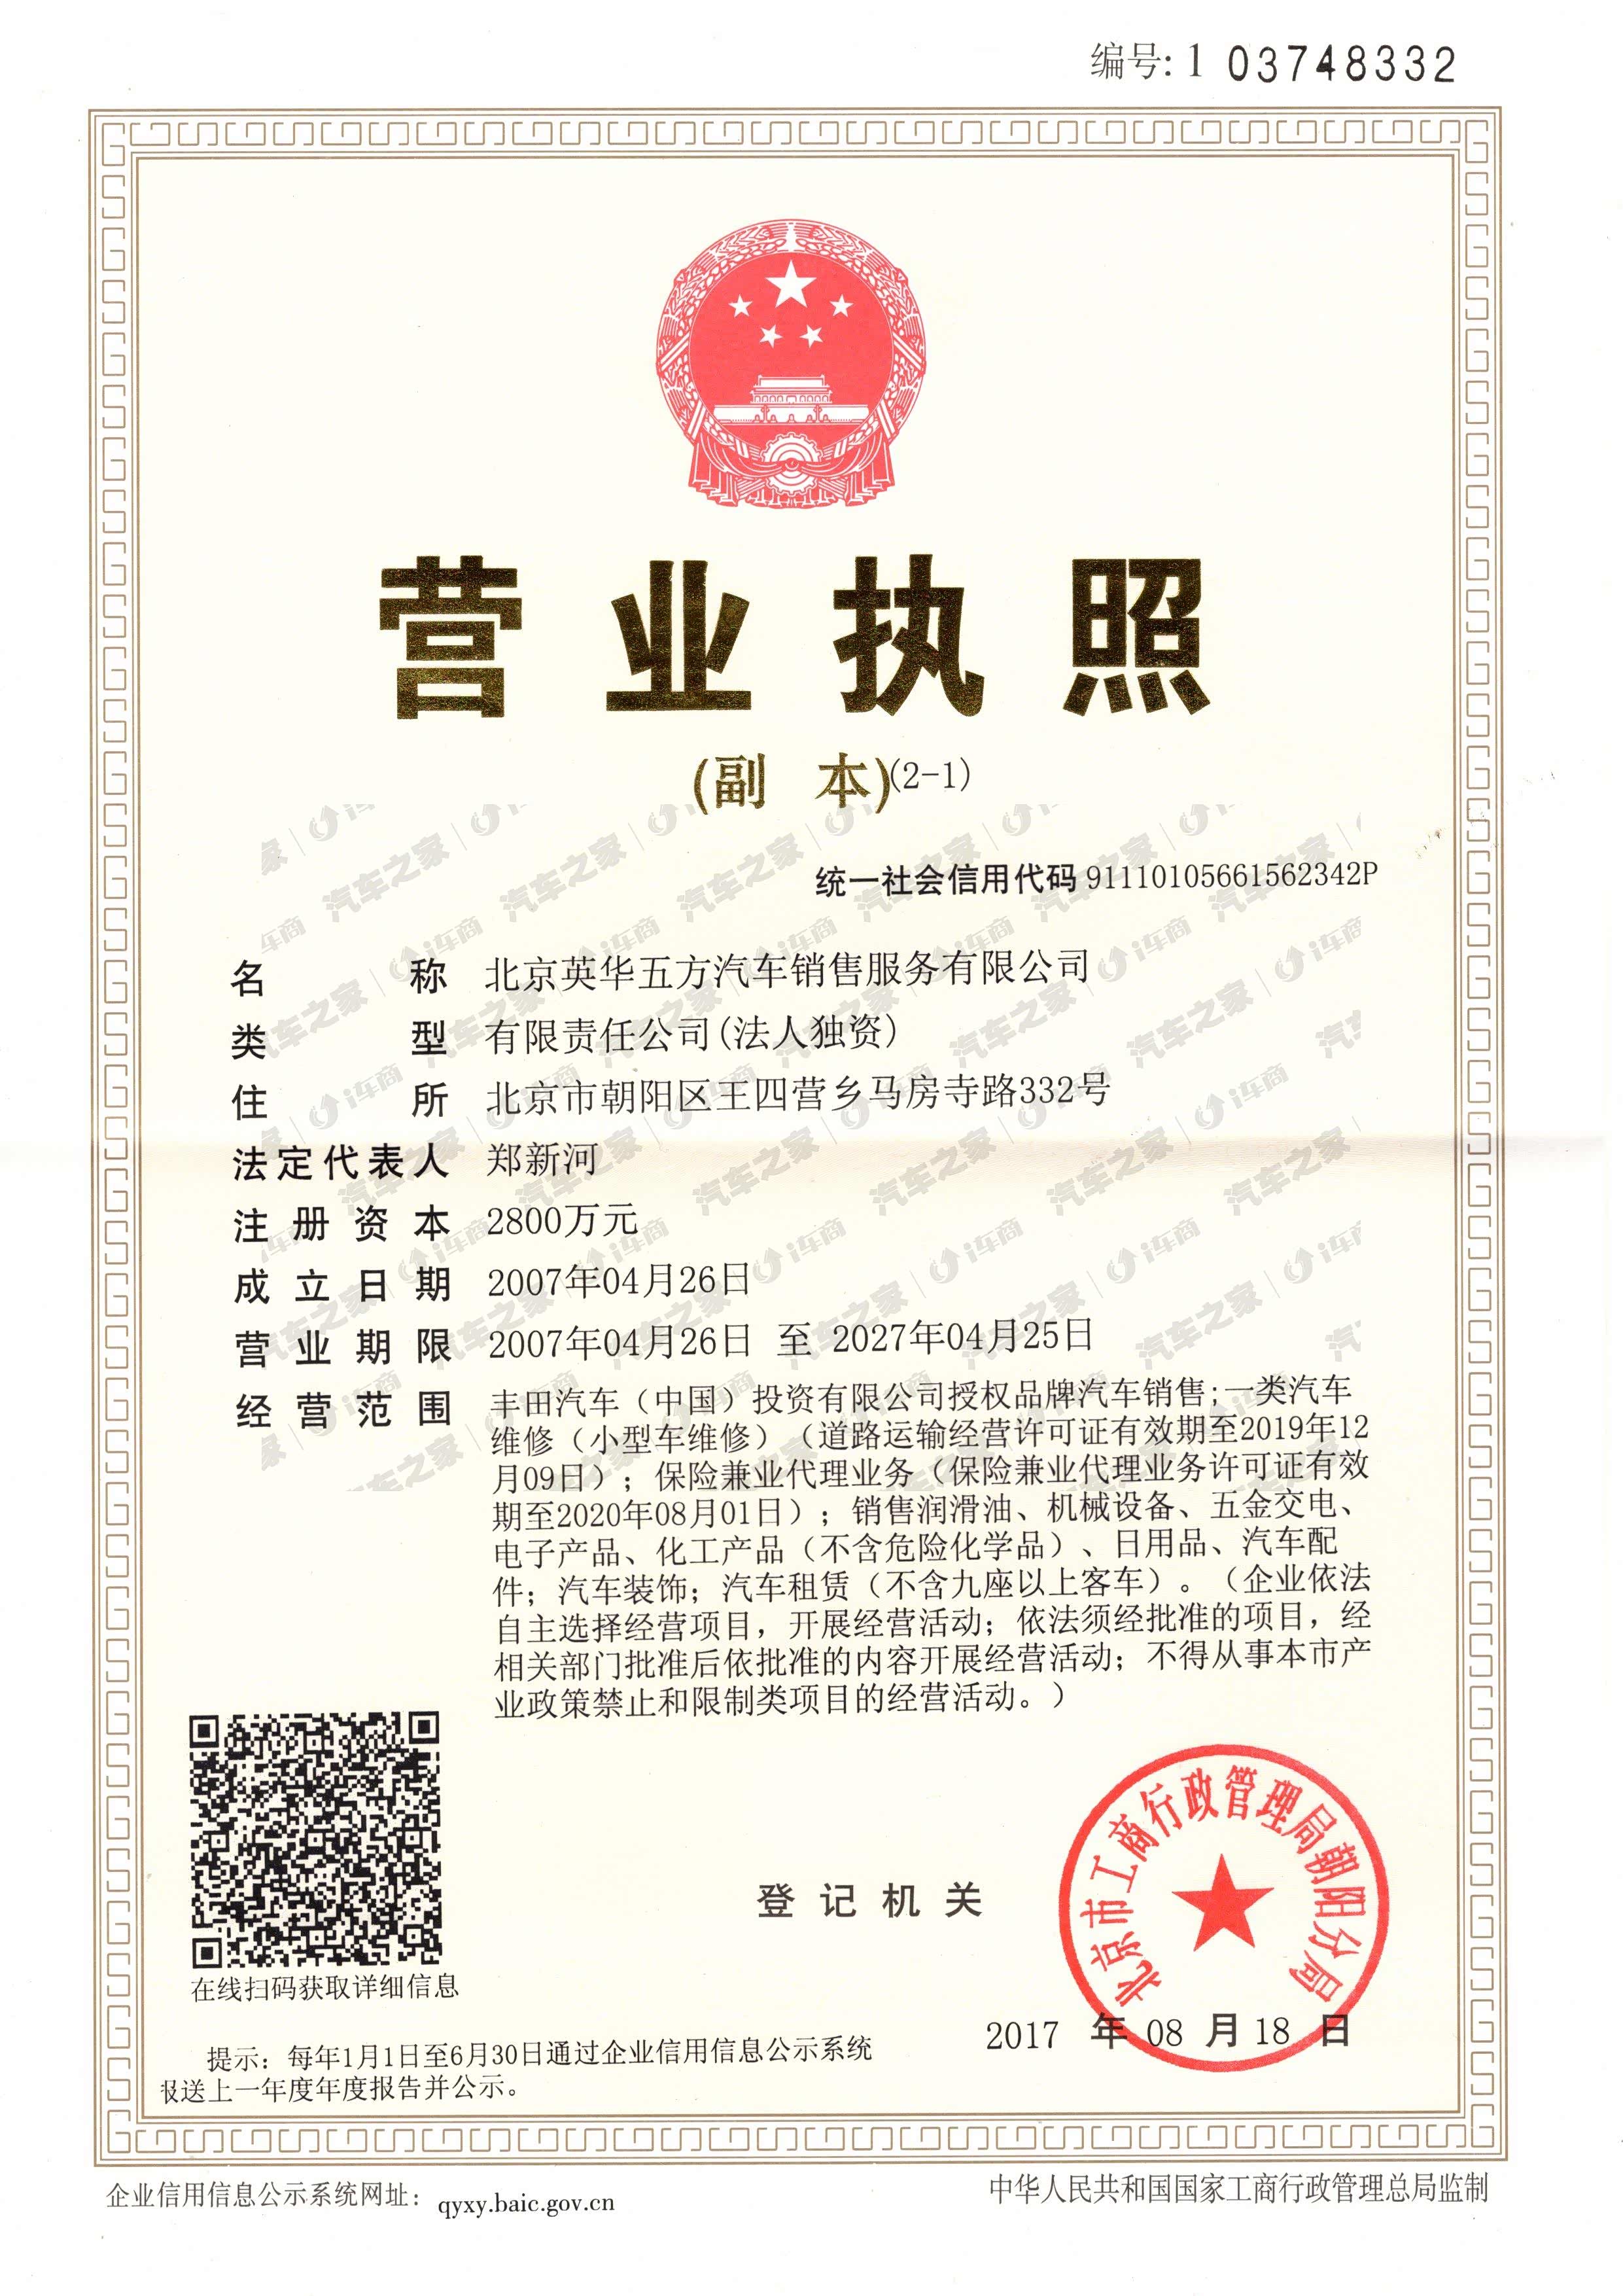 编号: 1 03748332
营业执照
(副 本)(2-1)
统一社会信用代码 91110105661562342P
名 称 北京英华五方汽车销售服务有限公司
类 型 有限责任公司(法人独资)
住 所 北京市朝阳区王四营乡马房寺路332号
法定代表人 郑新河
注册资本 2800万元
成立日期 2007年04月26日
营业期限 2007年04月26日 至 2027年04月25日
经营范围 丰田汽车（中国）投资有限公司授权品牌汽车销售;一类汽车
维修（小型车维修）（道路运输经营许可证有效期至2019年12
月09日）；保险兼业代理业务（保险兼业代理业务许可证有效
期至2020年08月01日）；销售润滑油、机械设备、五金交电、
电子产品、化工产品（不含危险化学品）、日用品、汽车配
件；汽车装饰；汽车租赁（不含九座以上客车）。（企业依法
自主选择经营项目，开展经营活动；依法须经批准的项目，经
相关部门批准后依批准的内容开展经营活动；不得从事本市产
业政策禁止和限制类项目的经营活动。）
在线扫码获取详细信息
登记机关
北京市工商行政管理局朝阳分局
2017 年 08 月 18 日
提示：每年1月1日至6月30日通过企业信用信息公示系统
报送上一年度年度报告并公示。
企业信用信息公示系统网址： qyxy.baic.gov.cn
中华人民共和国国家工商行政管理总局监制
汽车之家 | i车商